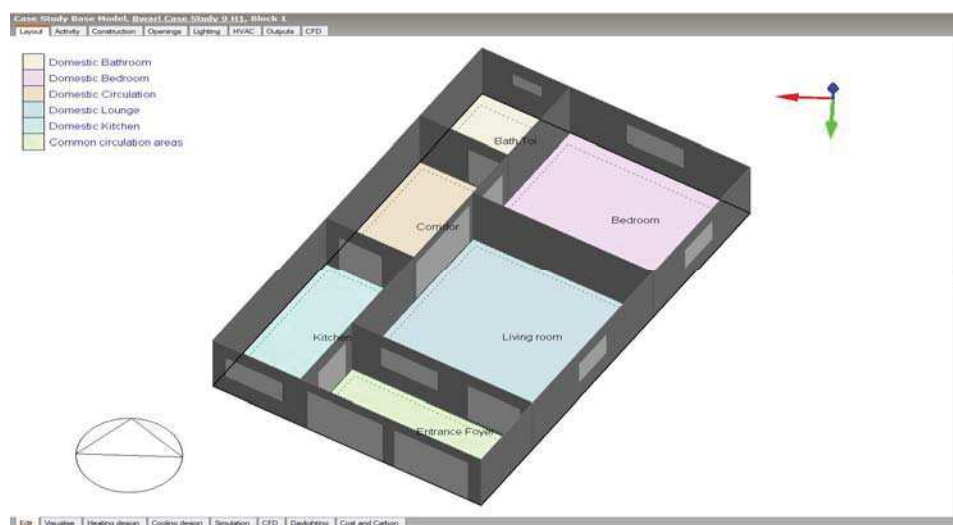 Case Study Base Model, Bwari Case Study 9 H1, Block 1
Layout Activity Construction Openings Lighting HVAC Outputs CFD
Domestic Bathroom
Domestic Bedroom
Domestic Circulation
Domestic Lounge
Domestic Kitchen
Common circulation areas
Bath/Toi
Bedroom
Corridor
Kitchen
Living room
Entrance Foyer
Edit Visualise Heating design Cooling design Simulation CFD Daylighting Cost and Carbon